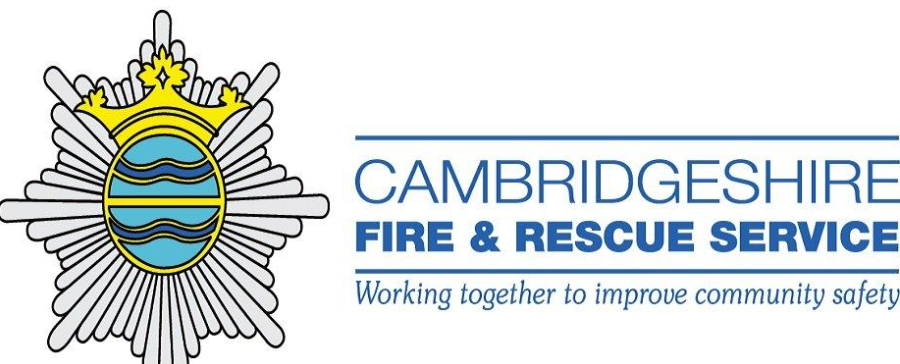 CAMBRIDGESHIRE
FIRE & RESCUE SERVICE
Working together to improve community safety